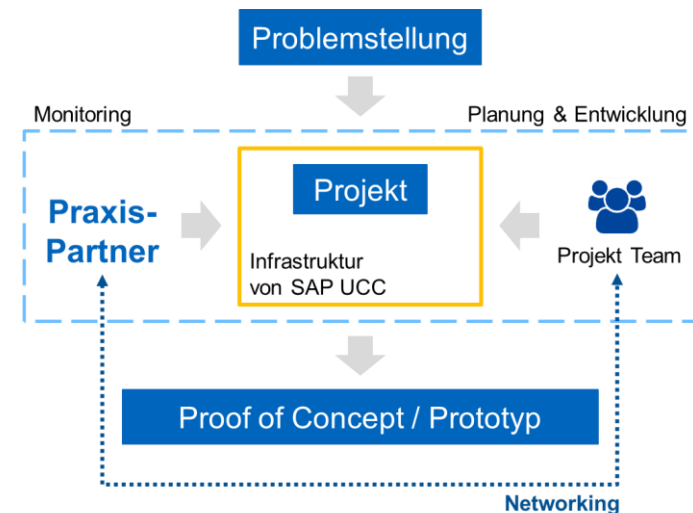 Problemstellung
Monitoring
Planung & Entwicklung
Praxis-
Partner
Projekt
Infrastruktur
von SAP UCC
Projekt Team
Proof of Concept / Prototyp
Networking